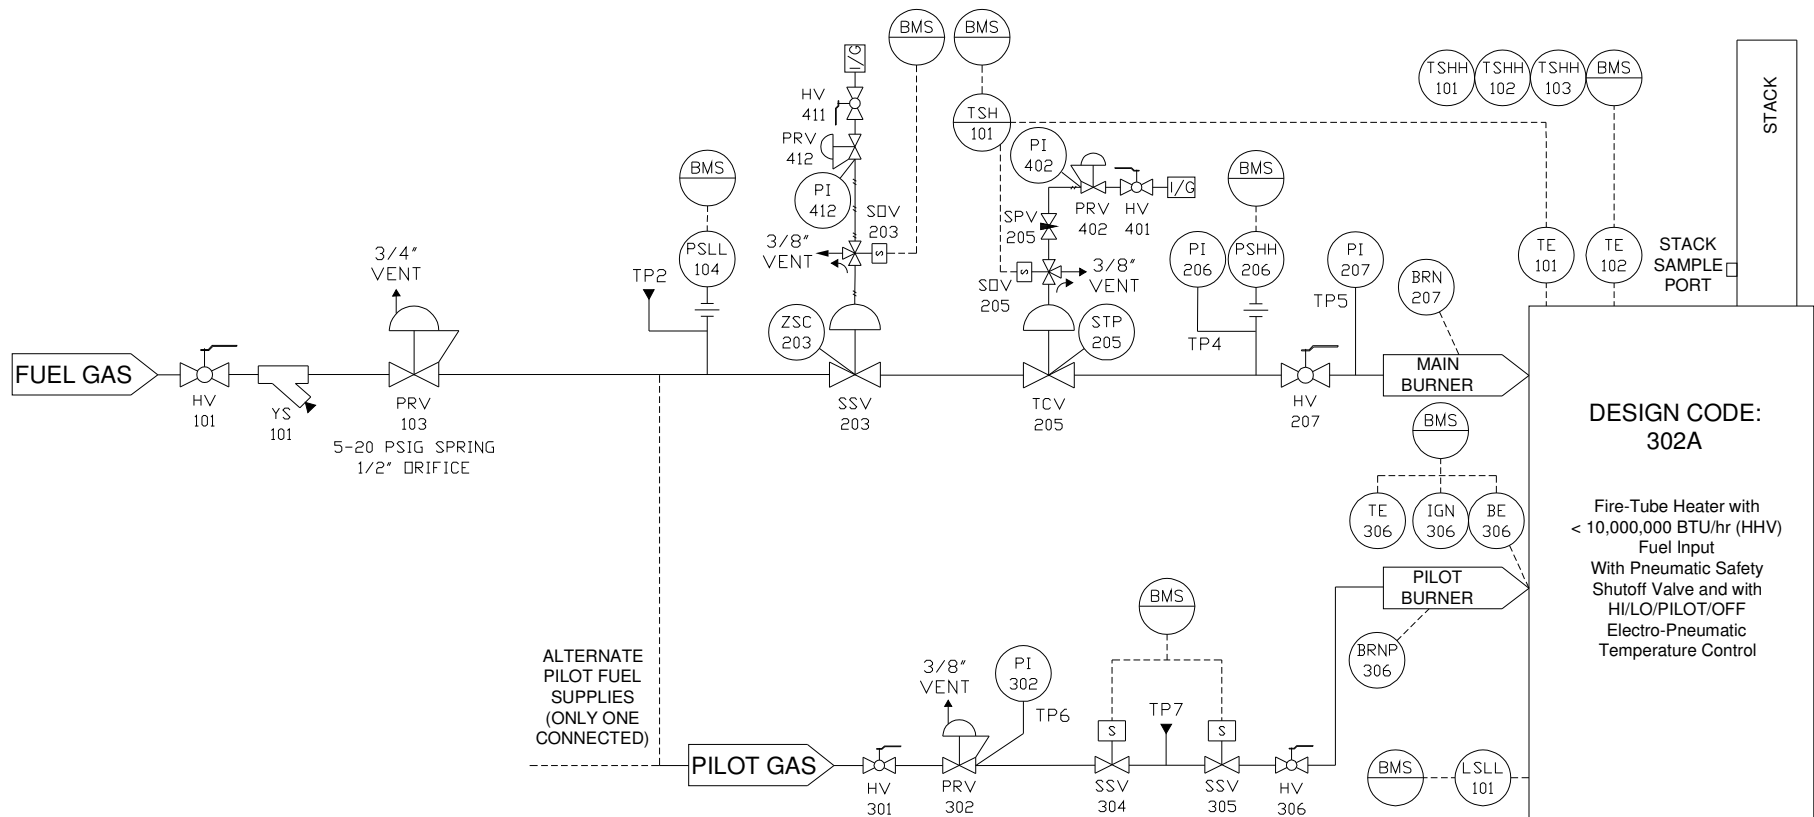 BMS
BMS
TSHH
101
TSHH
102
TSHH
103
BMS
STACK
I/G
HV
411
PRV
412
PI
412
TSH
101
PI
402
I/G
PRV
402
HV
401
SPV
205
BMS
PSLL
104
SOV
203
3/8" VENT
S
BMS
PI
206
PSHH
206
PI
207
TP5
BRN
207
TE
101
TE
102
STACK
SAMPLE
PORT
3/4"
VENT
TP2
S
SOV
205
3/8"
VENT
ZSC
203
STP
205
TP4
FUEL GAS
HV
101
YS
101
PRV
103
5-20 PSIG SPRING
1/2" ORIFICE
SSV
203
TCV
205
HV
207
MAIN
BURNER
DESIGN CODE:
302A
BMS
TE
306
IGN
306
BE
306
Fire-Tube Heater with
< 10,000,000 BTU/hr (HHV)
Fuel Input
With Pneumatic Safety
Shutoff Valve and with
HI/LO/PILOT/OFF
Electro-Pneumatic
Temperature Control
PILOT
BURNER
BRNP
306
BMS
ALTERNATE
PILOT FUEL
SUPPLIES
(ONLY ONE
CONNECTED)
3/8"
VENT
PI
302
TP6
S
TP7
S
PILOT GAS
HV
301
PRV
302
SSV
304
SSV
305
HV
306
BMS
LSLL
101